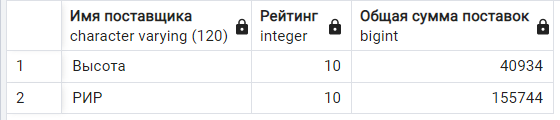 Имя поставщика Рейтинг Общая сумма поставок
character varying (120) integer bigint
1 Высота 10 40934
2 РИР 10 155744